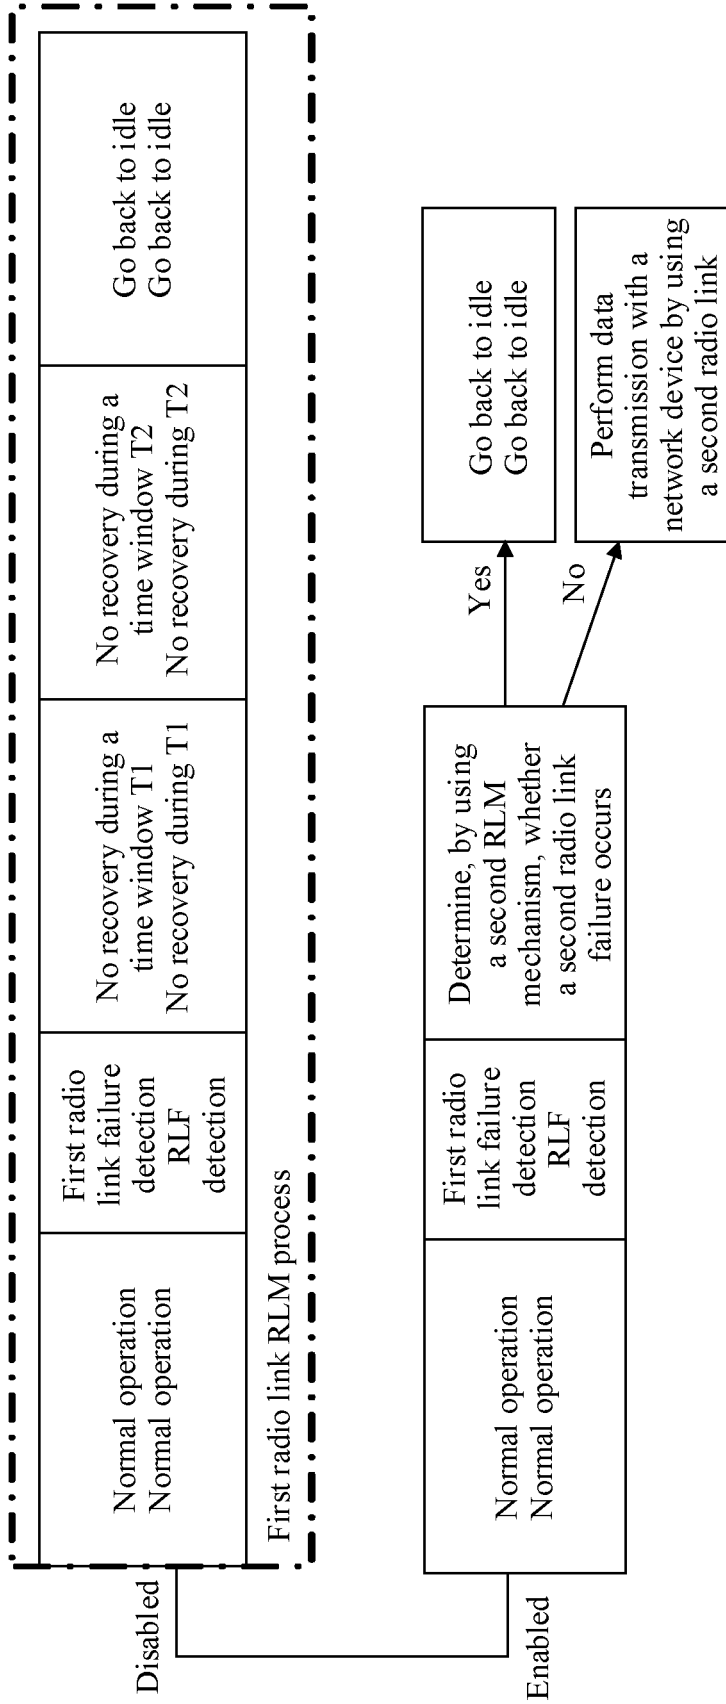 Disabled
Normal operation
Normal operation
First radio
link failure
detection
RLF
detection
No recovery during a
time window T1
No recovery during T1
No recovery during a
time window T2
No recovery during T2
Go back to idle
Go back to idle
First radio link RLM process
Enabled
Normal operation
Normal operation
First radio
link failure
detection
RLF
detection
Determine, by using
a second RLM
mechanism, whether
a second radio link
failure occurs
Yes
Go back to idle
Go back to idle
No
Perform data
transmission with a
network device by using
a second radio link